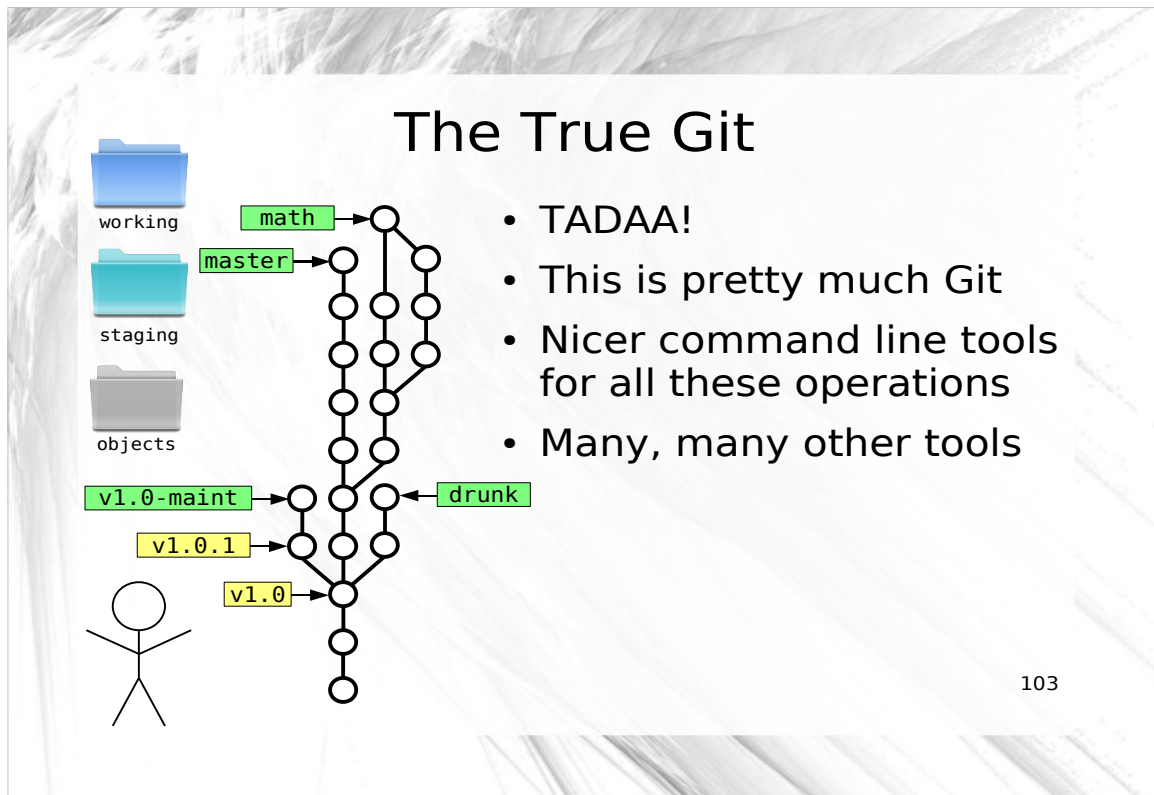 The True Git
working
staging
objects
math
master
v1.0-maint
drunk
v1.0.1
v1.0
• TADAA!
• This is pretty much Git
• Nicer command line tools
for all these operations
• Many, many other tools
103